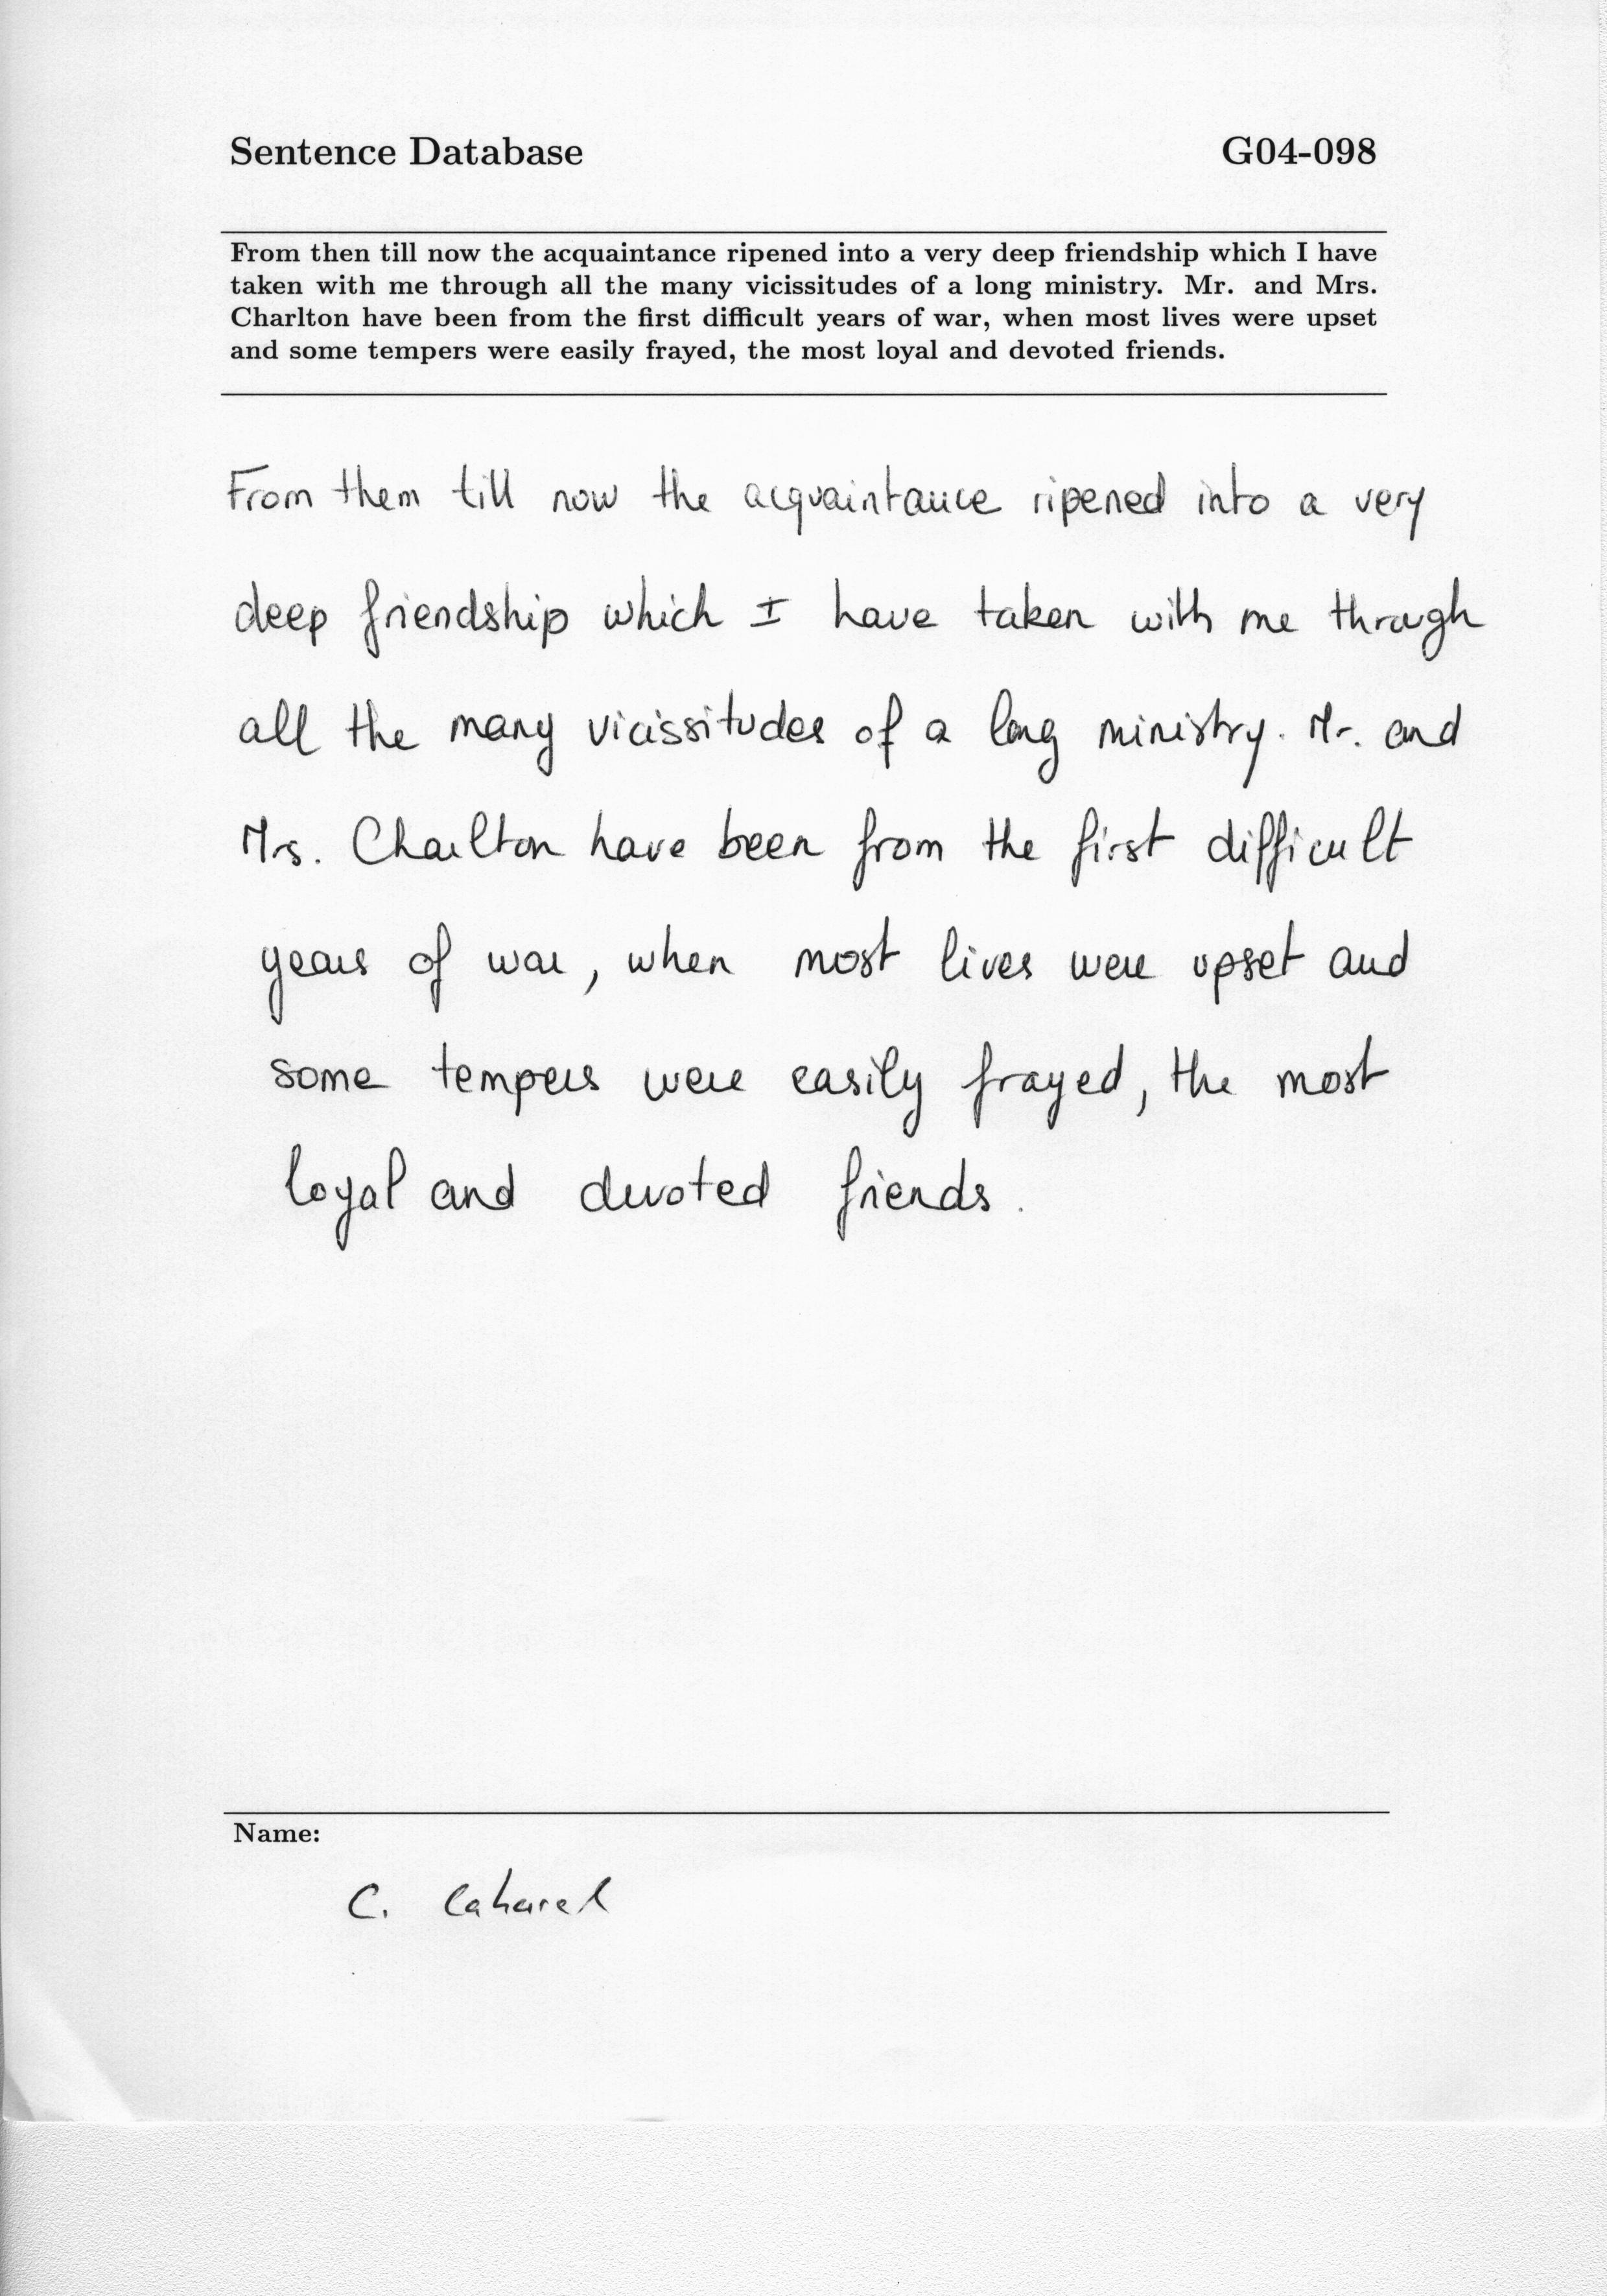 Sentence Database G04-098
From then till now the acquaintance ripened into a very deep friendship which I have
taken with me through all the many vicissitudes of a long ministry. Mr. and Mrs.
Charlton have been from the first difficult years of war, when most lives were upset
and some tempers were easily frayed, the most loyal and devoted friends.
From them till now the acquaintance ripened into a very
deep friendship which I have taken with me through
all the many vicissitudes of a long ministry. Mr. and
Mrs. Charlton have been from the first difficult
years of war, when most lives were upset and
some tempers were easily frayed, the most
loyal and devoted friends.
Name:
C.